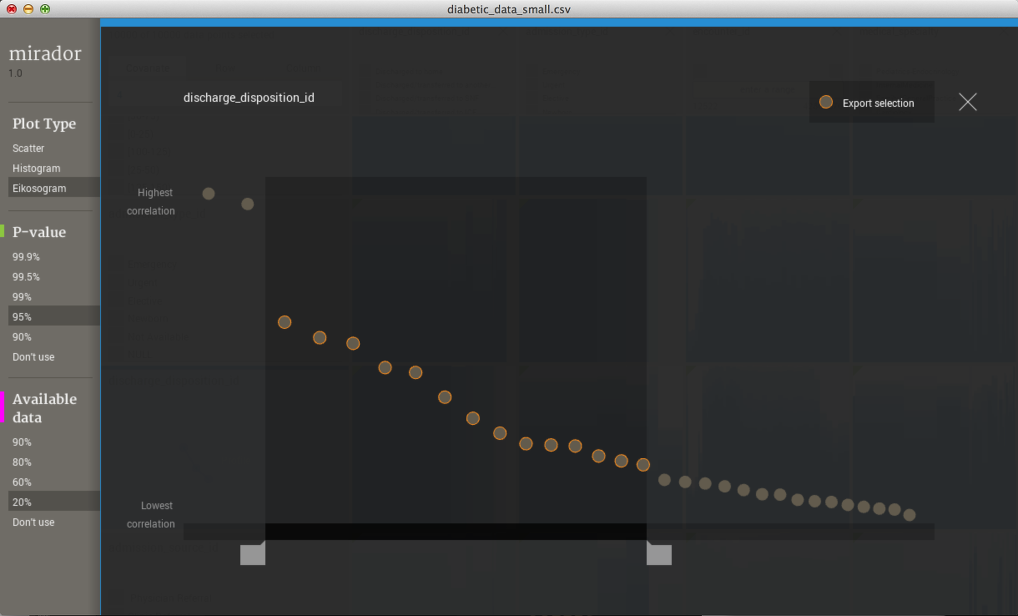 diabetic_data_small.csv
mirador
1.0
Plot Type
Scatter
Histogram
Eikosogram
P-value
99.9%
99.5%
99%
95%
90%
Don't use
Available
data
90%
80%
60%
20%
Don't use
discharge_disposition_id
Export selection
Highest
correlation
Lowest
correlation